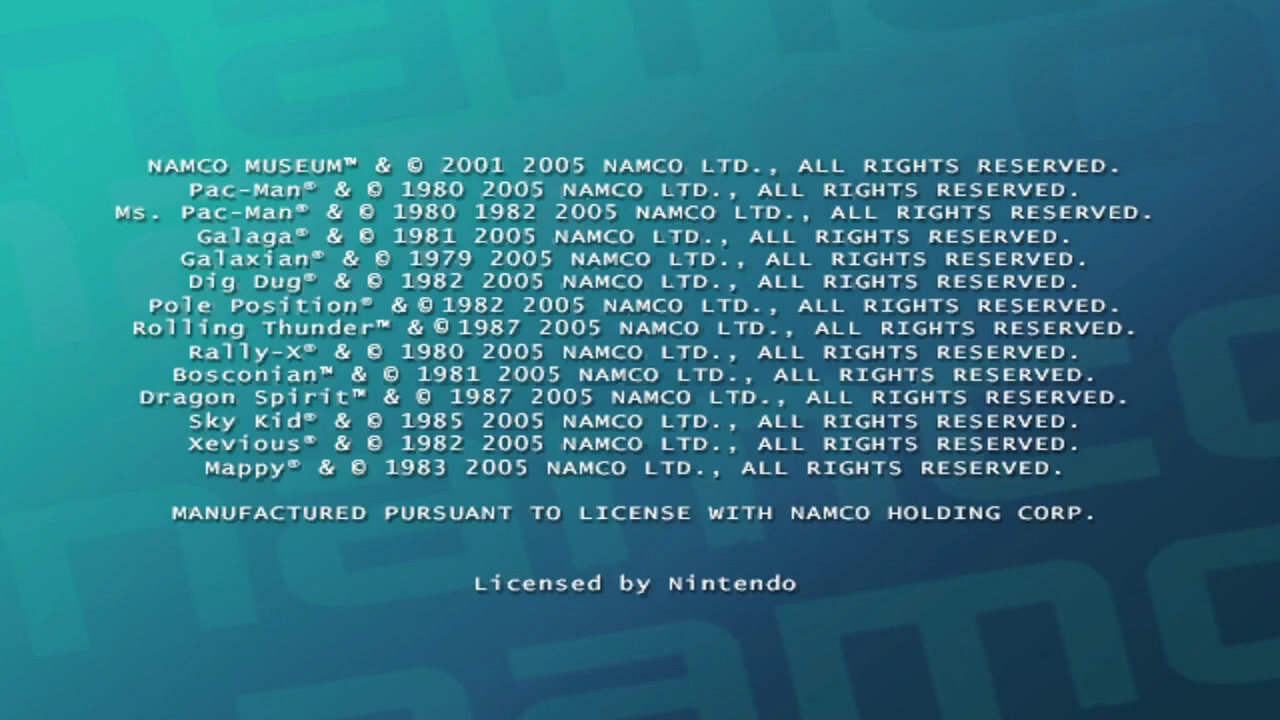 NAMCO MUSEUM™ & © 2001 2005 NAMCO LTD., ALL RIGHTS RESERVED.
Pac-Man® & © 1980 2005 NAMCO LTD., ALL RIGHTS RESERVED.
Ms. Pac-Man® & © 1980 1982 2005 NAMCO LTD., ALL RIGHTS RESERVED.
Galaga® & © 1981 2005 NAMCO LTD., ALL RIGHTS RESERVED.
Galaxian® & © 1979 2005 NAMCO LTD., ALL RIGHTS RESERVED.
Dig Dug® & © 1982 2005 NAMCO LTD., ALL RIGHTS RESERVED.
Pole Position® & © 1982 2005 NAMCO LTD., ALL RIGHTS RESERVED.
Rolling Thunder™ & © 1987 2005 NAMCO LTD., ALL RIGHTS RESERVED.
Rally-X® & © 1980 2005 NAMCO LTD., ALL RIGHTS RESERVED.
Bosconian™ & © 1981 2005 NAMCO LTD., ALL RIGHTS RESERVED.
Dragon Spirit™ & © 1987 2005 NAMCO LTD., ALL RIGHTS RESERVED.
Sky Kid® & © 1985 2005 NAMCO LTD., ALL RIGHTS RESERVED.
Xevious® & © 1982 2005 NAMCO LTD., ALL RIGHTS RESERVED.
Mappy® & © 1983 2005 NAMCO LTD., ALL RIGHTS RESERVED.
MANUFACTURED PURSUANT TO LICENSE WITH NAMCO HOLDING CORP.
Licensed by Nintendo